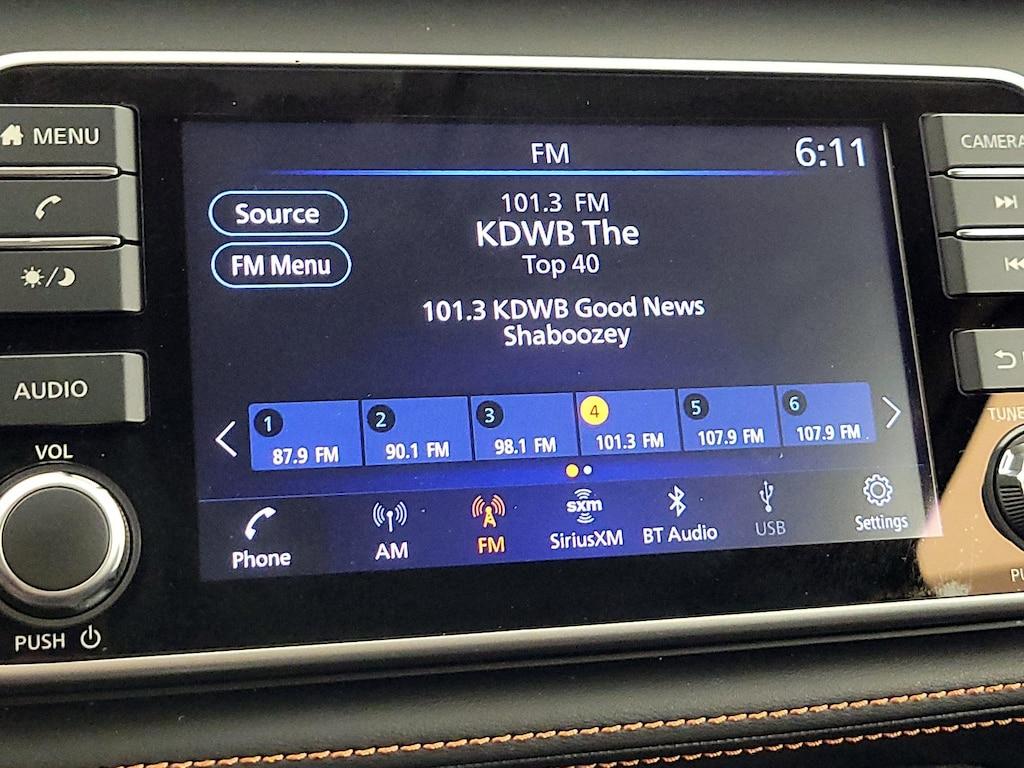 MENU
AUDIO
VOL
PUSH
FM
6:11
Source
FM Menu
101.3 FM
KDWB The
Top 40
101.3 KDWB Good News
Shaboozey
1
87.9 FM
2
90.1 FM
3
98.1 FM
4
101.3 FM
5
107.9 FM
6
107.9 FM
Phone
AM
FM
sxm
SiriusXM
BT Audio
USB
Settings
CAMERA
TUNE